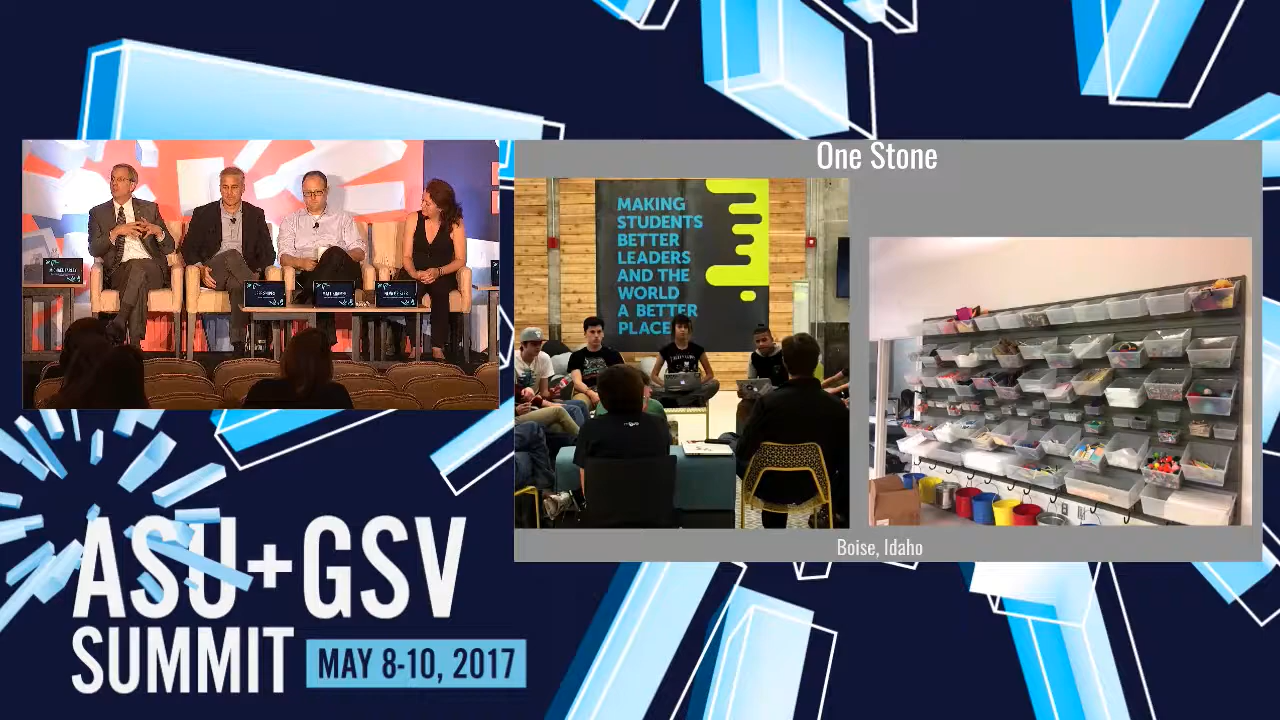 One Stone
MAKING
STUDENTS
BETTER
LEADERS
AND THE
WORLD
A BETTER
PLACE
Boise, Idaho
ASU+GSV
SUMMIT
MAY 8-10, 2017